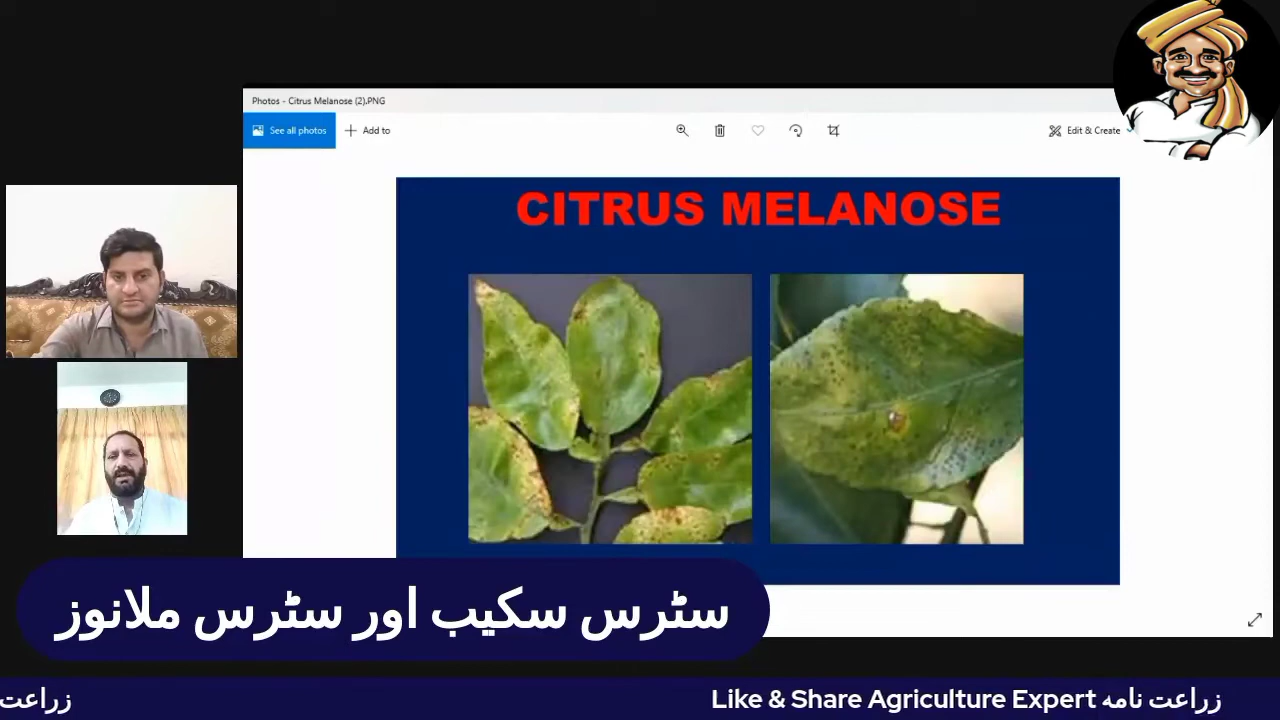 Photos - Citrus Melanose (2).PNG
See all photos
Add to
Edit & Create
CITRUS MELANOSE
سٹرس سکیب اور سٹرس ملانوز
زراعت
Like & Share Agriculture Expert زراعت نامہ